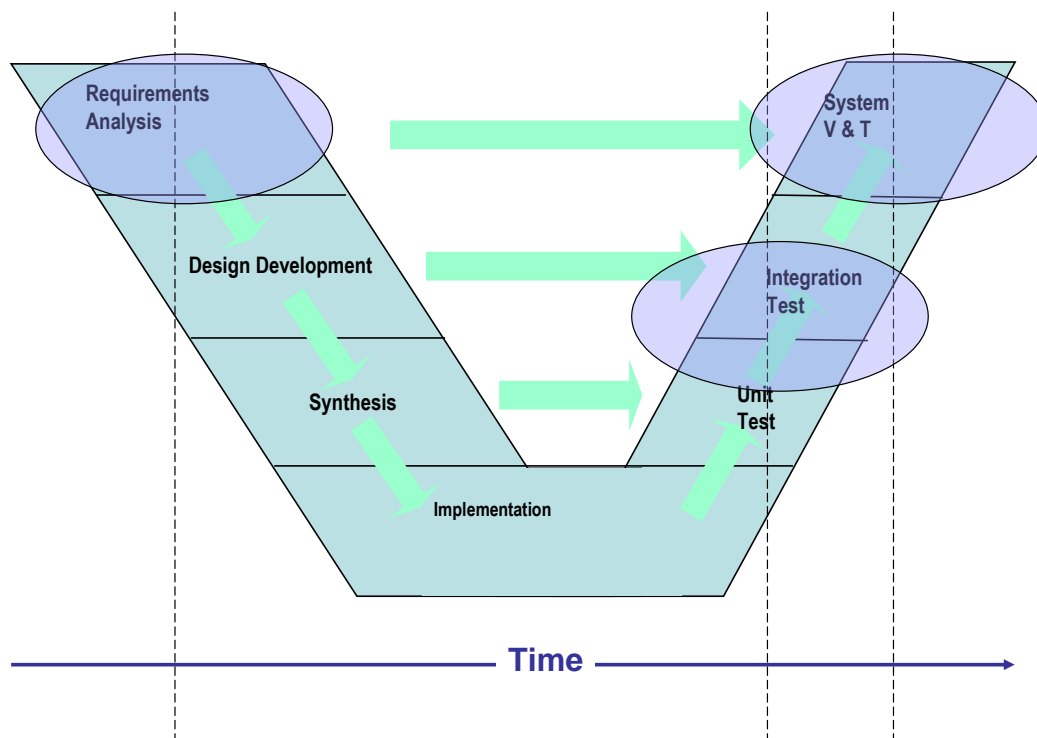 Requirements
Analysis
System
V & T
Design Development
Integration
Test
Synthesis
Unit
Test
Implementation
Time